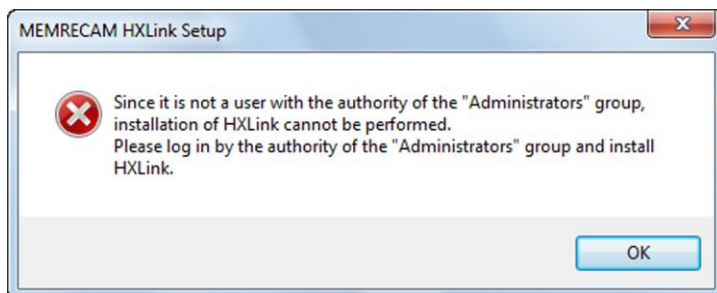 MEMRECAM HXLink Setup
Since it is not a user with the authority of the "Administrators" group,
installation of HXLink cannot be performed.
Please log in by the authority of the "Administrators" group and install
HXLink.
OK